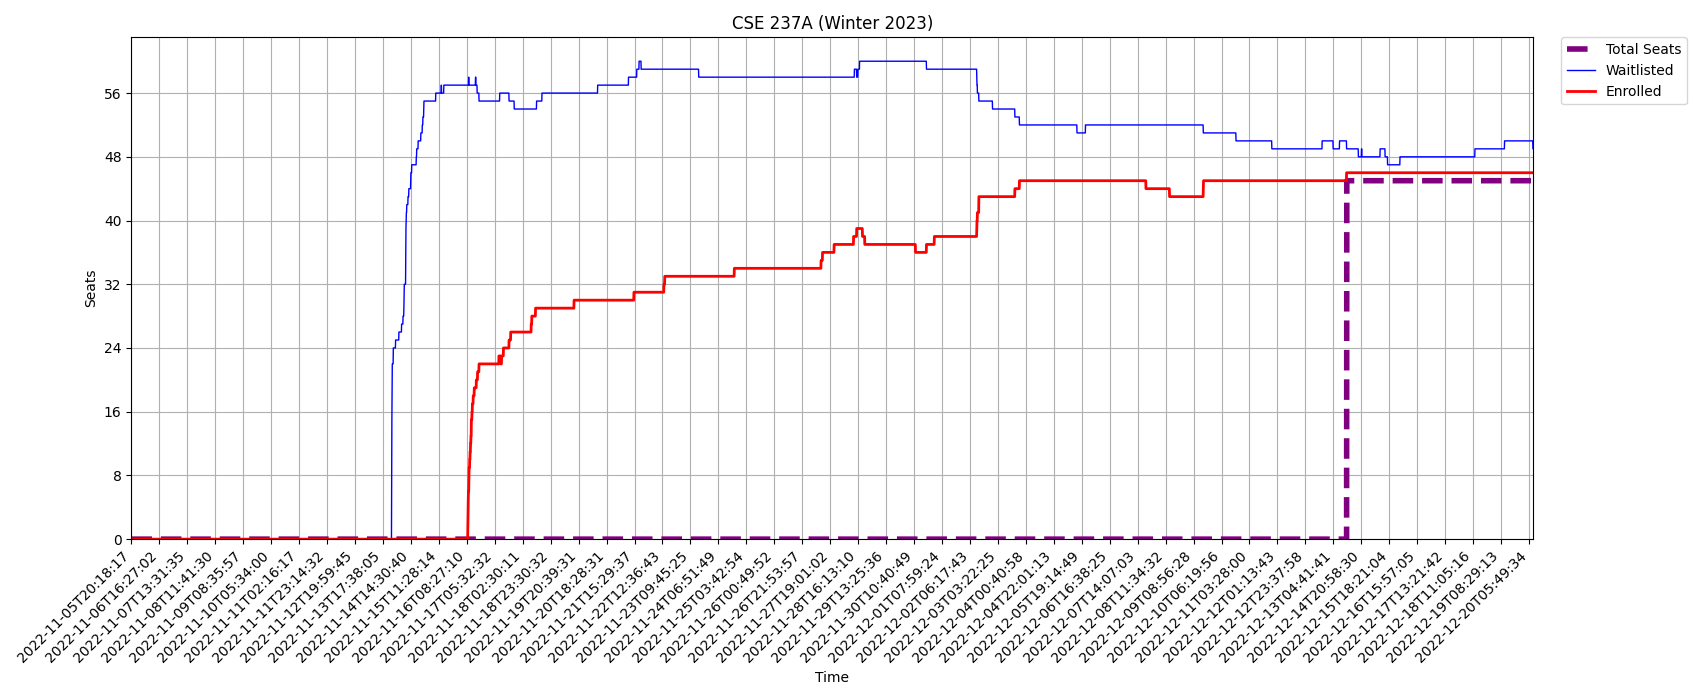 CSE 237A (Winter 2023)
Total Seats
Waitlisted
Enrolled
Seats
56
48
40
32
24
16
8
0
2022-11-05T20:18:17
2022-11-06T16:27:02
2022-11-07T13:31:35
2022-11-08T11:41:30
2022-11-09T08:35:57
2022-11-10T05:34:00
2022-11-11T02:16:17
2022-11-11T23:14:32
2022-11-12T19:59:45
2022-11-13T17:38:05
2022-11-14T14:30:40
2022-11-15T11:28:14
2022-11-16T08:27:10
2022-11-17T05:32:32
2022-11-18T02:30:11
2022-11-18T23:30:32
2022-11-19T20:39:31
2022-11-20T18:28:31
2022-11-21T15:29:37
2022-11-22T12:36:43
2022-11-23T09:45:25
2022-11-24T06:51:49
2022-11-25T03:42:54
2022-11-26T00:49:52
2022-11-26T21:53:57
2022-11-27T19:01:02
2022-11-28T16:13:10
2022-11-29T13:25:36
2022-11-30T10:40:49
2022-12-01T07:59:24
2022-12-02T06:17:43
2022-12-03T03:22:25
2022-12-04T00:40:58
2022-12-04T22:01:13
2022-12-05T19:14:49
2022-12-06T16:38:25
2022-12-07T14:07:03
2022-12-08T11:34:32
2022-12-09T08:56:28
2022-12-10T06:19:56
2022-12-11T03:28:00
2022-12-12T01:13:43
2022-12-12T23:37:58
2022-12-13T04:41:41
2022-12-14T20:58:30
2022-12-15T18:21:04
2022-12-16T15:57:05
2022-12-17T13:21:42
2022-12-18T11:05:16
2022-12-19T08:29:13
2022-12-20T05:49:34
Time